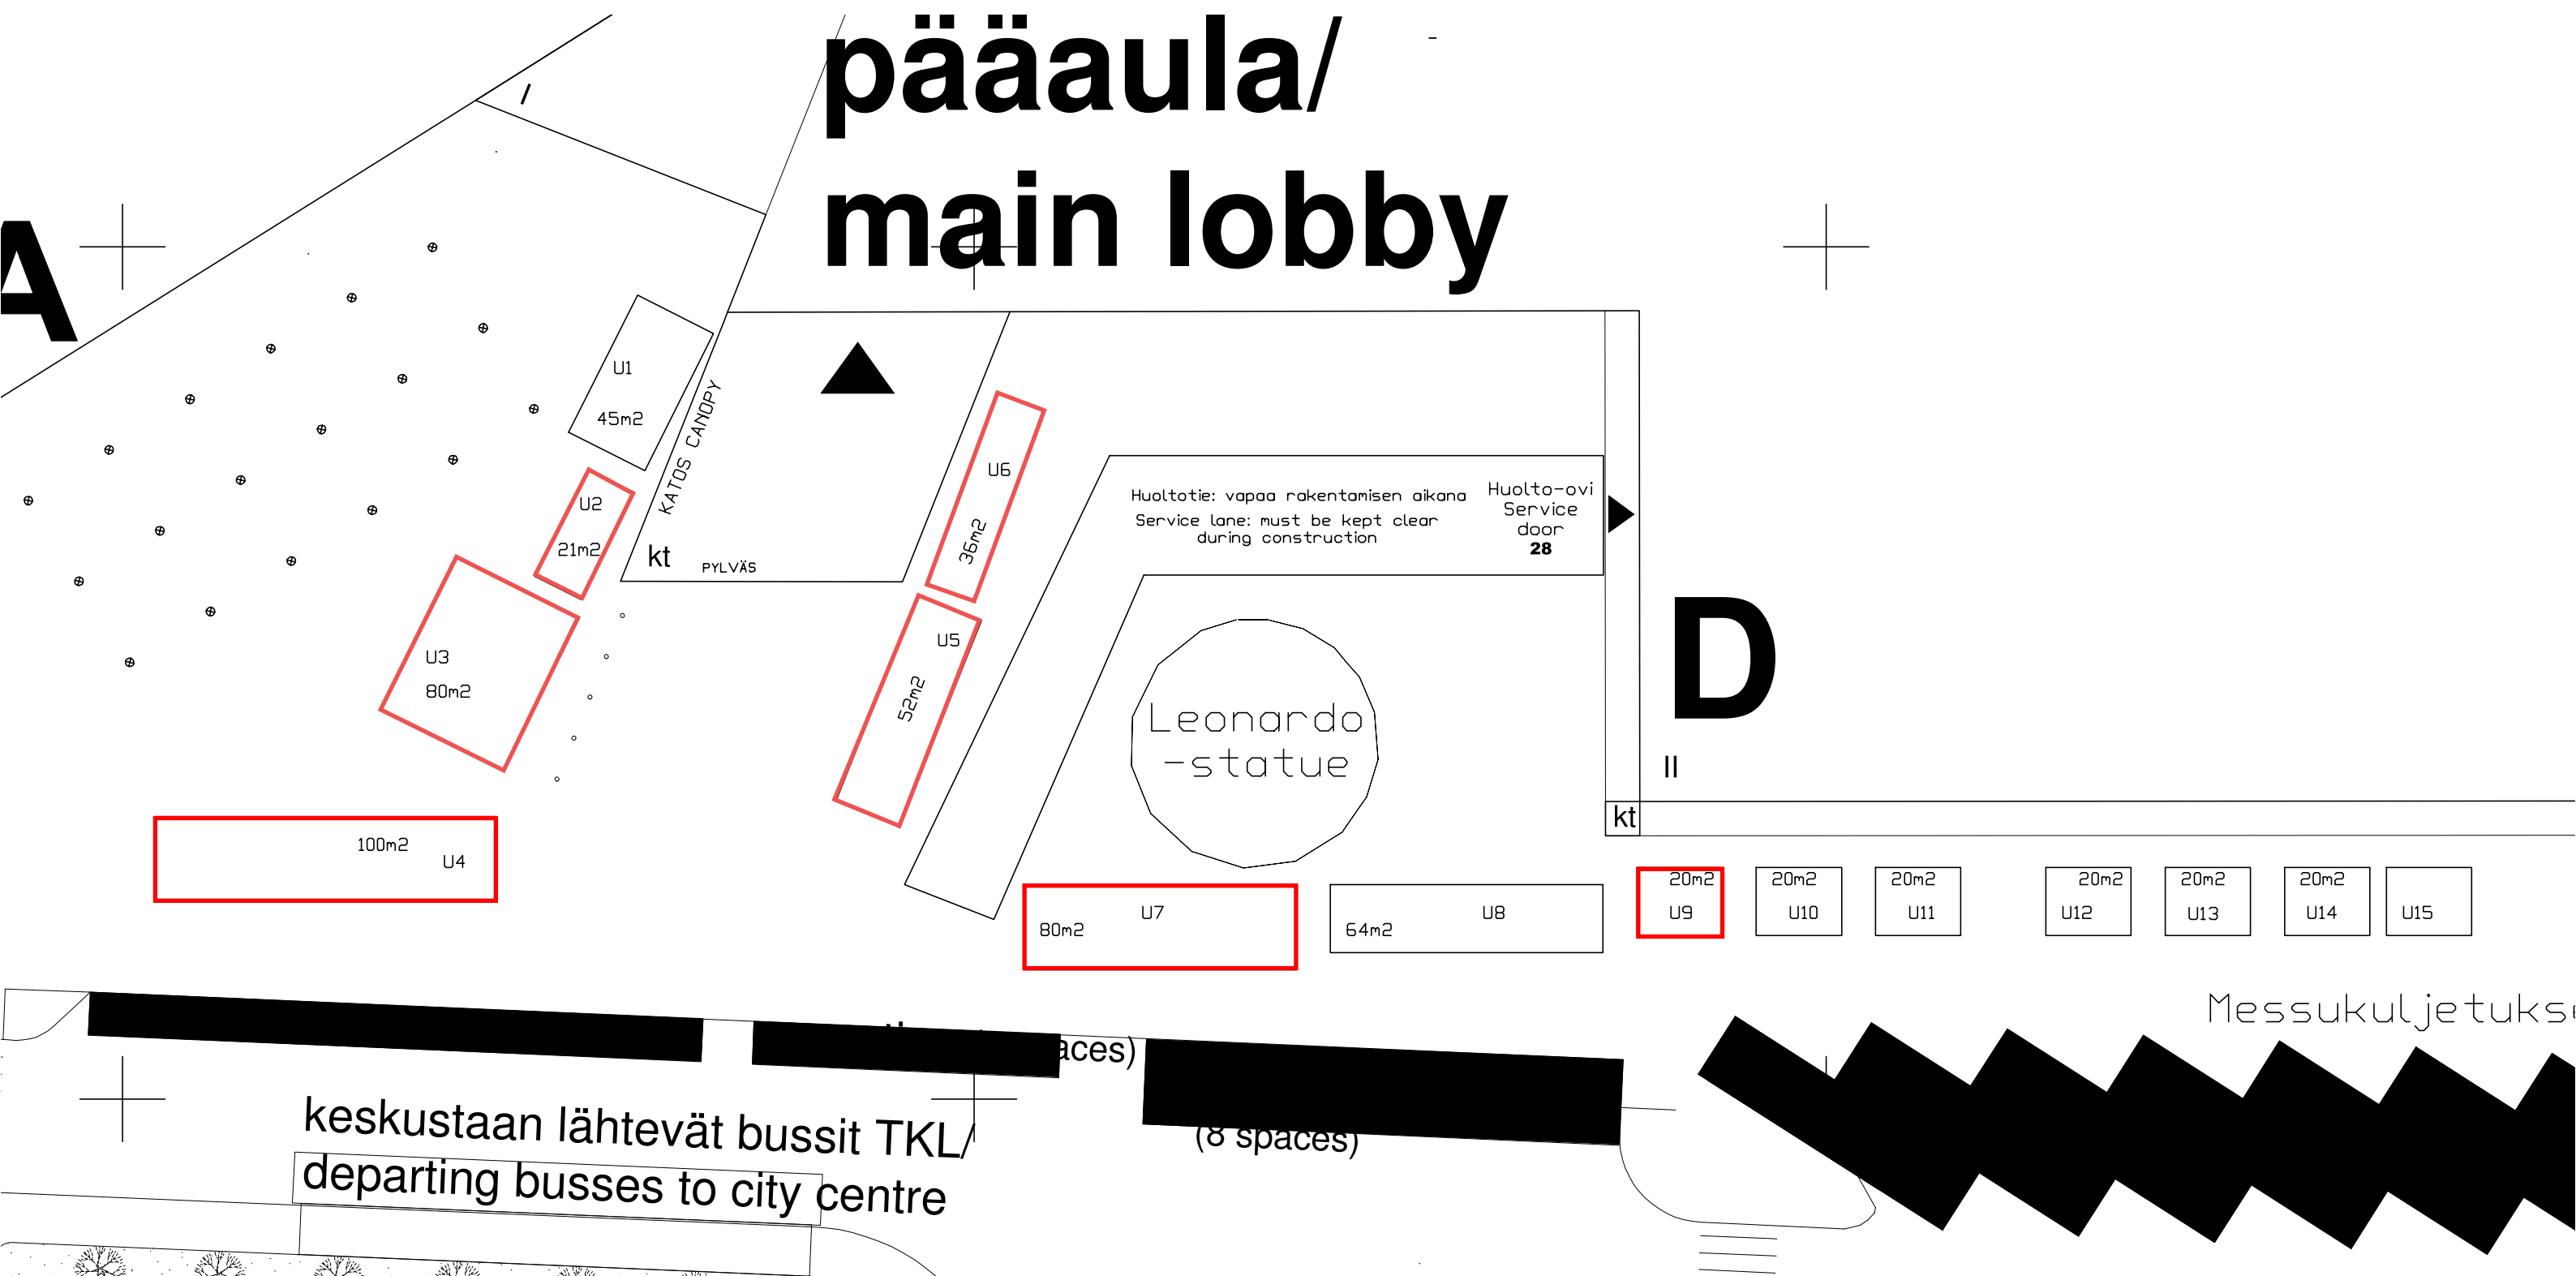 pääaula/
main lobby
A
I
U1
45m2
KATOS CANOPY
U2
21m2
kt
PYLVÄS
U6
36m2
Huoltotie: vapaa rakentamisen aikana
Service lane: must be kept clear
during construction
Huolto-ovi
Service
door
28
U3
80m2
U5
52m2
D
II
Leonardo
-statue
kt
100m2
U4
U7
80m2
U8
64m2
20m2
U9
20m2
U10
20m2
U11
20m2
U12
20m2
U13
20m2
U14
U15
aces)
(8 spaces)
keskustaan lähtevät bussit TKL/
departing busses to city centre